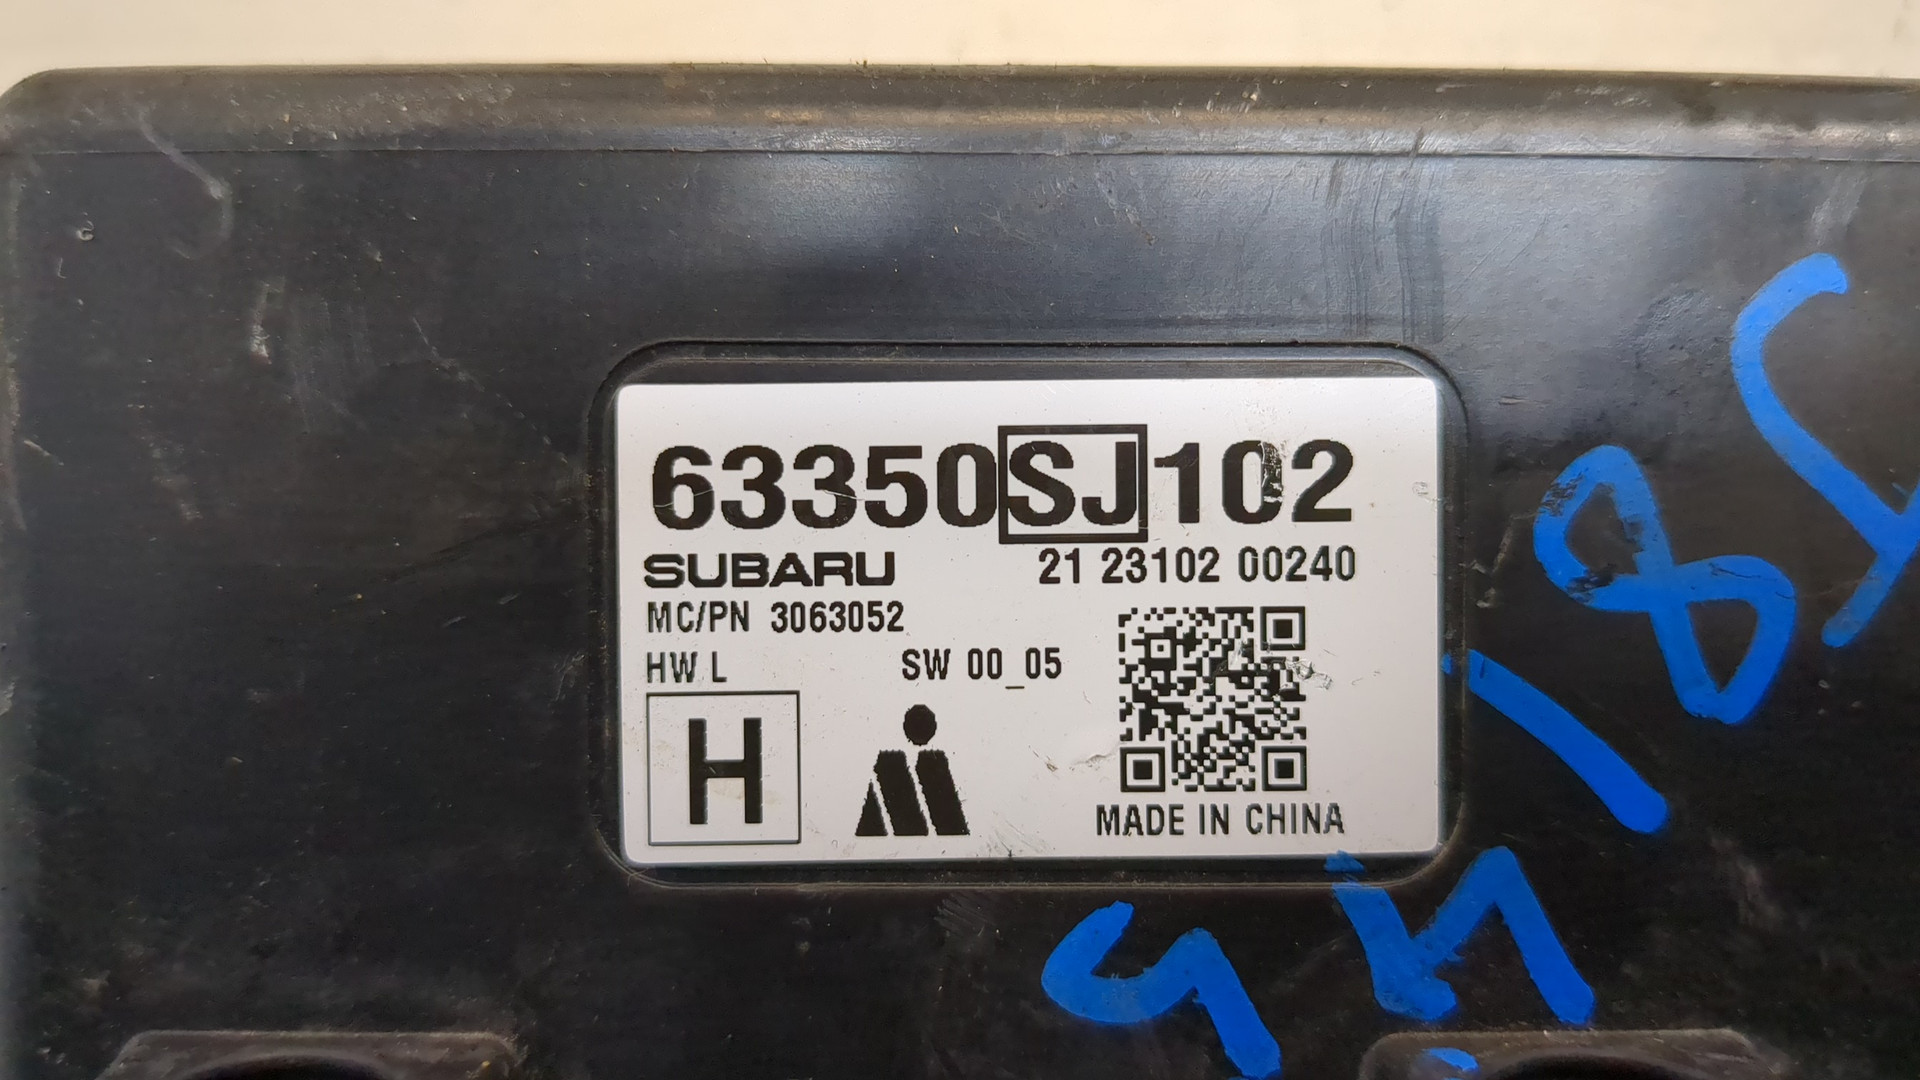 63350SJ102
SUBARU
21 23102 00240
MC/PN 3063052
HW L
SW 00_05
H
MADE IN CHINA